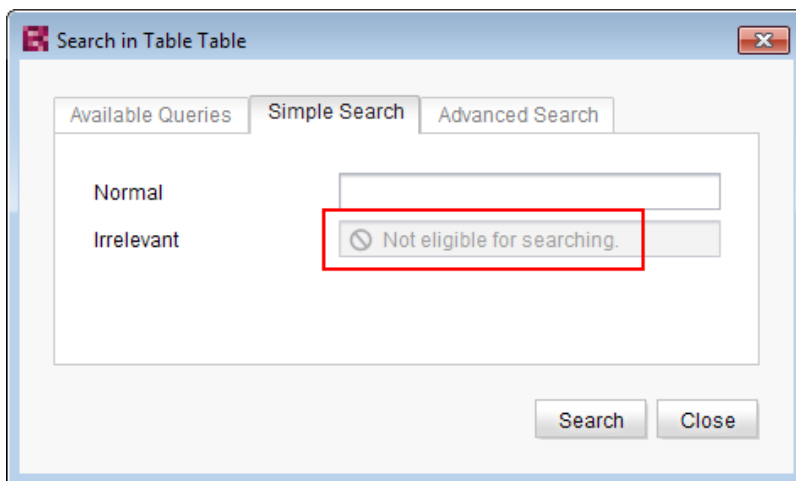 Search in Table Table
Available Queries Simple Search Advanced Search
Normal
Irrelevant Not eligible for searching.
Search Close